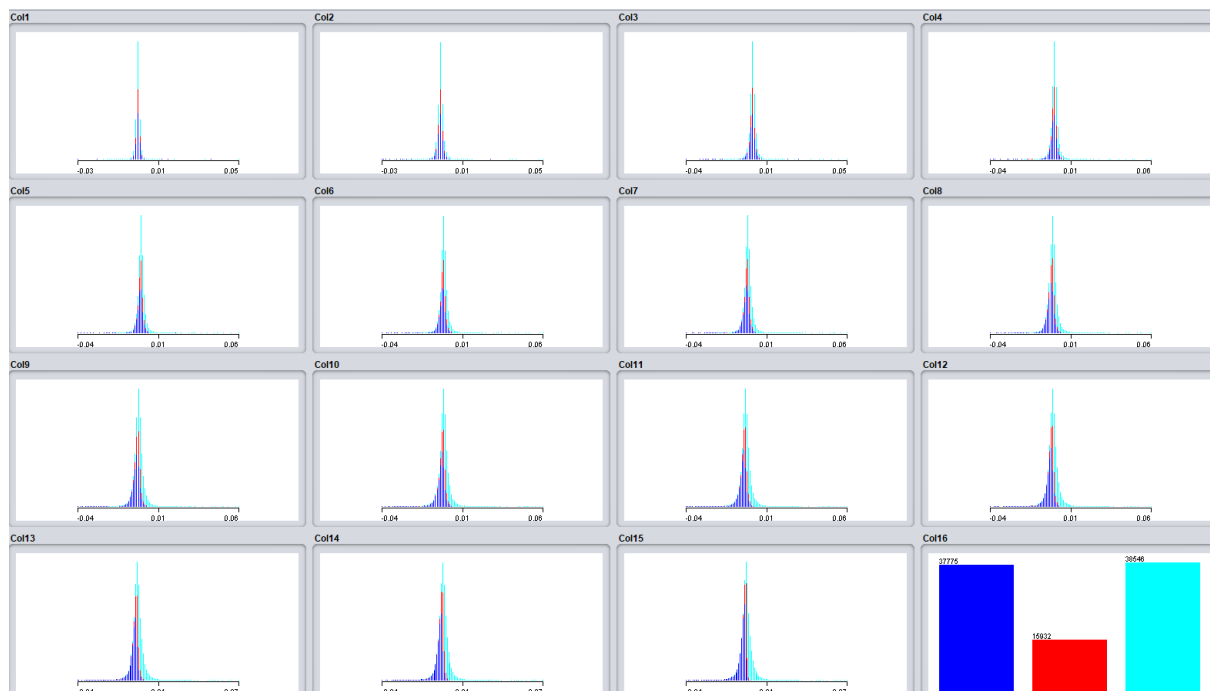 Col1 Col2 Col3 Col4
-0.03 0.01 0.05 -0.03 0.01 0.05 -0.04 0.01 0.05 -0.04 0.01 0.06
Col5 Col6 Col7 Col8
-0.04 0.01 0.06 -0.04 0.01 0.06 -0.04 0.01 0.06 -0.04 0.01 0.06
Col9 Col10 Col11 Col12
-0.04 0.01 0.06 -0.04 0.01 0.06 -0.04 0.01 0.06 -0.04 0.01 0.06
Col13 Col14 Col15 Col16
37775 15932 38546